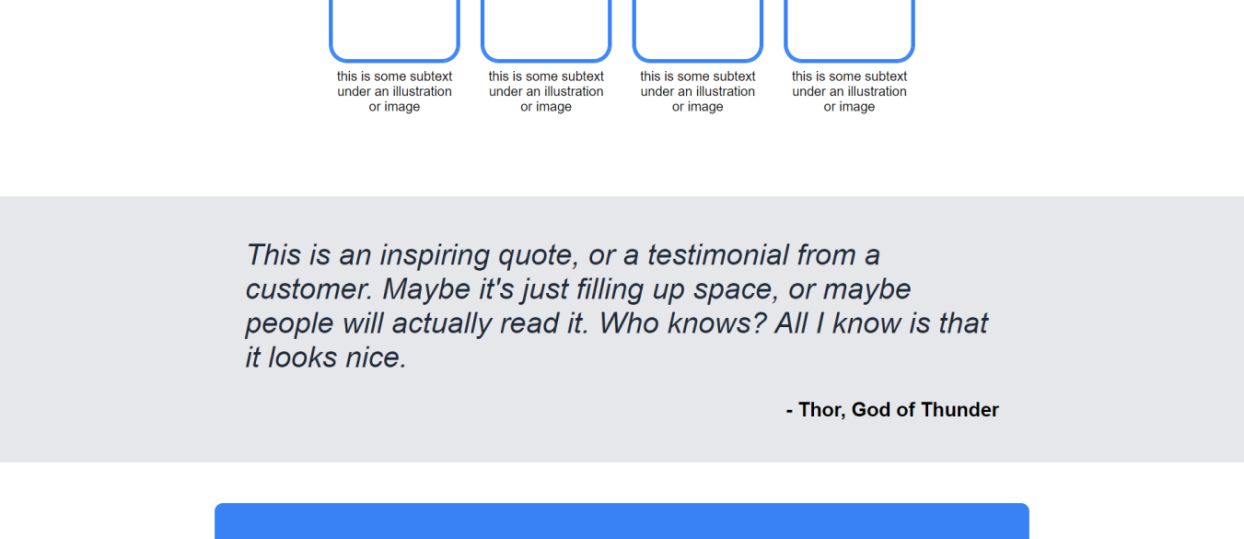 this is some subtext
under an illustration
or image
this is some subtext
under an illustration
or image
this is some subtext
under an illustration
or image
this is some subtext
under an illustration
or image
This is an inspiring quote, or a testimonial from a
customer. Maybe it's just filling up space, or maybe
people will actually read it. Who knows? All I know is that
it looks nice.
- Thor, God of Thunder